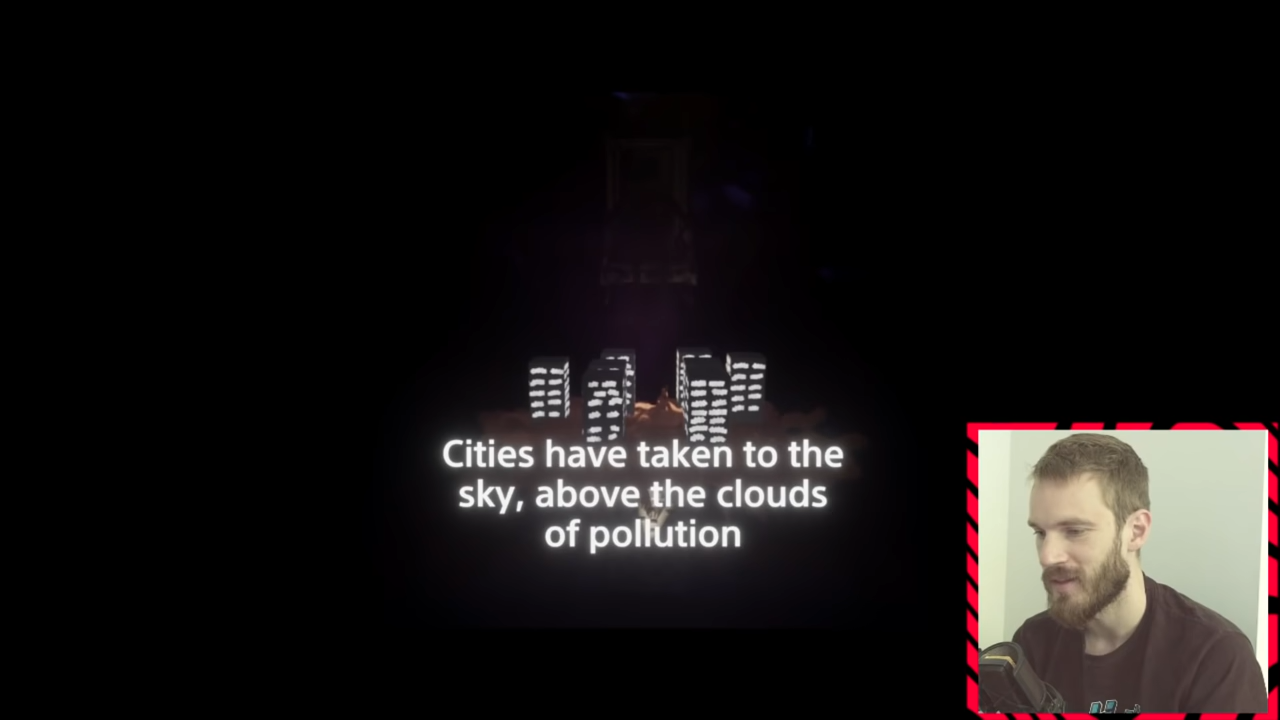 Cities have taken to the
sky, above the clouds
of pollution